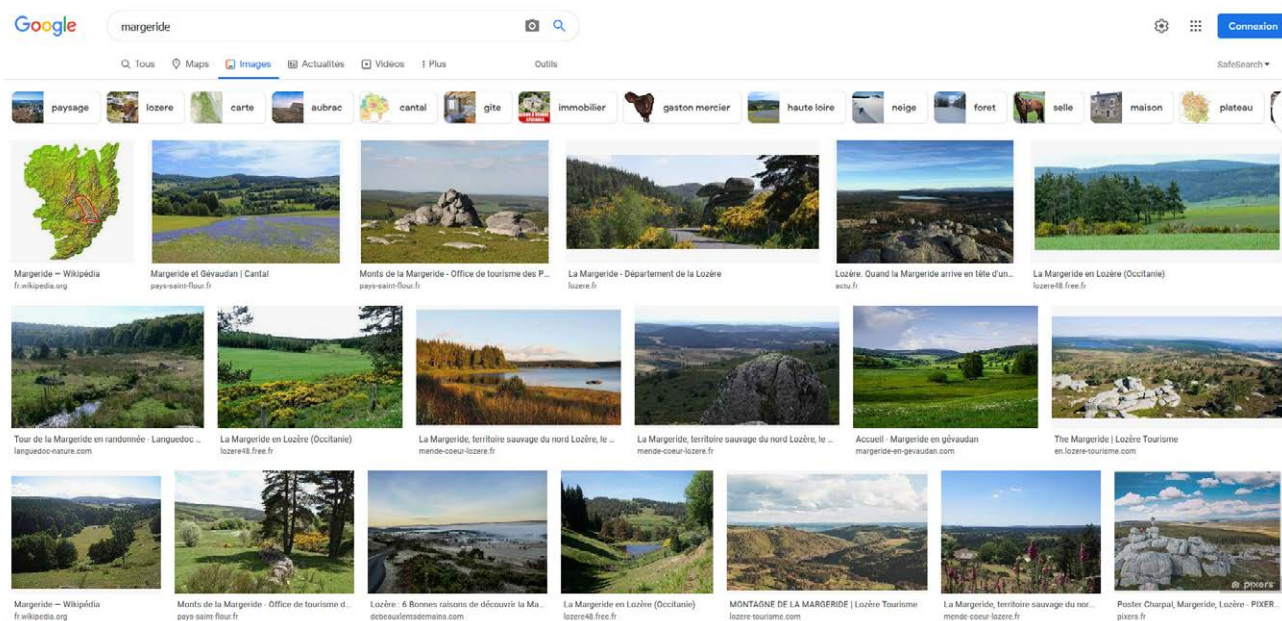 Google
margeride
Connexion
Tous Maps Images Actualités Vidéos Plus Outils SafeSearch
paysage lozere carte aubrac cantal gite immobilier gaston mercier haute loire neige foret selle maison plateau
Margeride — Wikipédia
fr.wikipedia.org
Margeride et Gévaudan | Cantal
pays-saint-flour.fr
Monts de la Margeride - Office de tourisme des P...
pays-saint-flour.fr
La Margeride - Département de la Lozère
lozere.fr
Lozère. Quand la Margeride arrive en tête d'un...
actu.fr
La Margeride en Lozère (Occitanie)
lozere48.free.fr
Tour de la Margeride en randonnée - Languedoc ...
languedoc-nature.com
La Margeride en Lozère (Occitanie)
lozere48.free.fr
La Margeride, territoire sauvage du nord Lozère, le ...
mende-coeur-lozere.fr
La Margeride, territoire sauvage du nord Lozère, le ...
mende-coeur-lozere.fr
Accueil - Margeride en gévaudan
margeride-en-gevaudan.com
The Margeride | Lozère Tourisme
en.lozere-tourisme.com
Margeride — Wikipédia
fr.wikipedia.org
Monts de la Margeride - Office de tourisme d...
pays-saint-flour.fr
Lozère : 6 Bonnes raisons de découvrir la Ma...
debeauxlentsdemains.com
La Margeride en Lozère (Occitanie)
lozere48.free.fr
MONTAGNE DE LA MARGERIDE | Lozère Tourisme
lozere-tourisme.com
La Margeride, territoire sauvage du nor...
mende-coeur-lozere.fr
pixers
Poster Charpal, Margeride, Lozère - PIXER...
pixers.fr